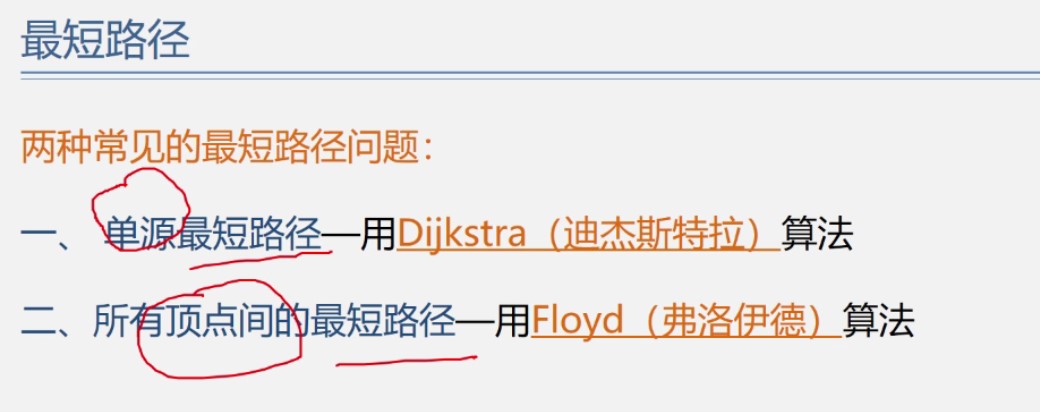 最短路径
两种常见的最短路径问题：
一、 单源最短路径—用Dijkstra（迪杰斯特拉）算法
二、所有顶点间的最短路径—用Floyd（弗洛伊德）算法